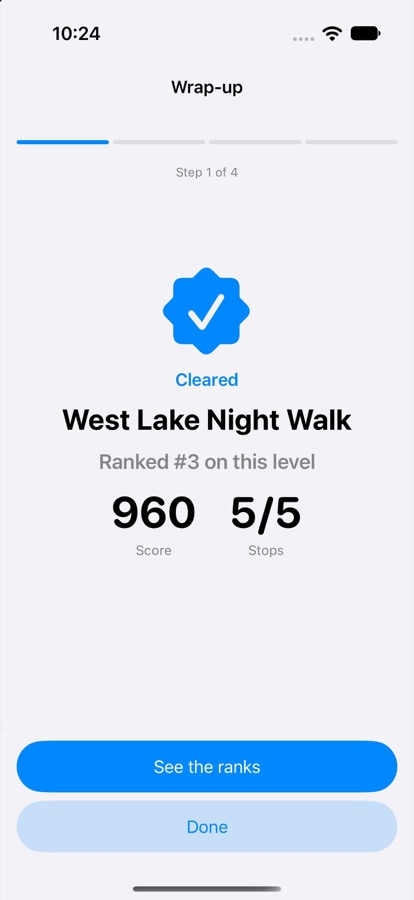 10:24
Wrap-up
Step 1 of 4
Cleared
West Lake Night Walk
Ranked #3 on this level
960 5/5
Score Stops
See the ranks
Done